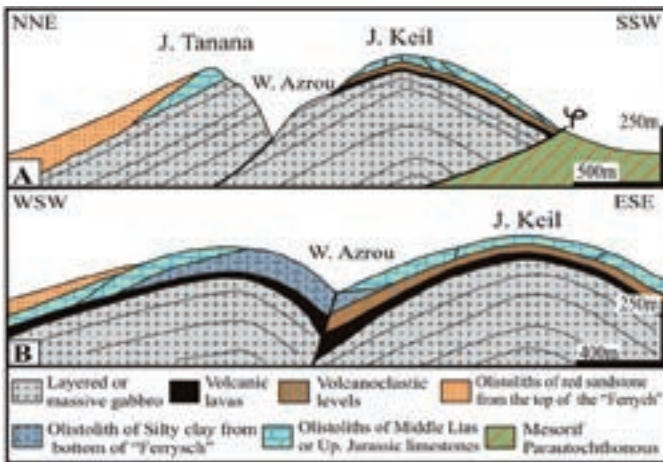 NNE
SSW
J. Tanana
J. Keil
W. Azrou
φ
250m
A
500m
WSW
ESE
J. Keil
W. Azrou
250m
B
400m
Layered or massive gabbro
Volcanic lavas
Volcanoclastic levels
Olistoliths of red sandstone from the top of the "Ferrych"
Olistolith of Silty clay from bottom of "Ferrysch"
Olistoliths of Middle Lias or Up. Jurassic limestones
Mesorif Parautochthonous